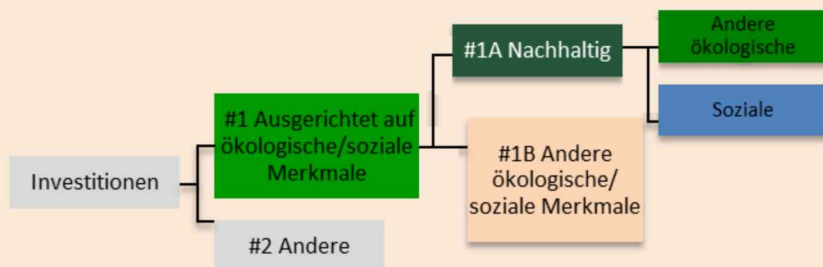 Investitionen
#1 Ausgerichtet auf
ökologische/soziale
Merkmale
#2 Andere
#1A Nachhaltig
#1B Andere
ökologische/
soziale Merkmale
Andere
ökologische
Soziale